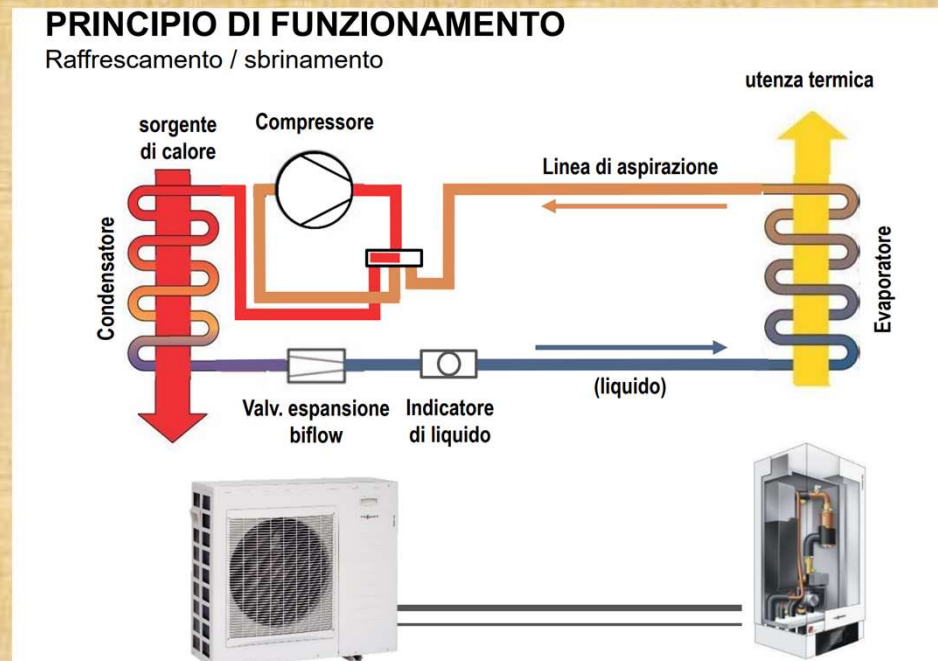 PRINCIPIO DI FUNZIONAMENTO
Raffrescamento / sbrinamento
utenza termica
sorgente
di calore
Compressore
Linea di aspirazione
Condensatore
Evaporatore
(liquido)
Valv. espansione
biflow
Indicatore
di liquido